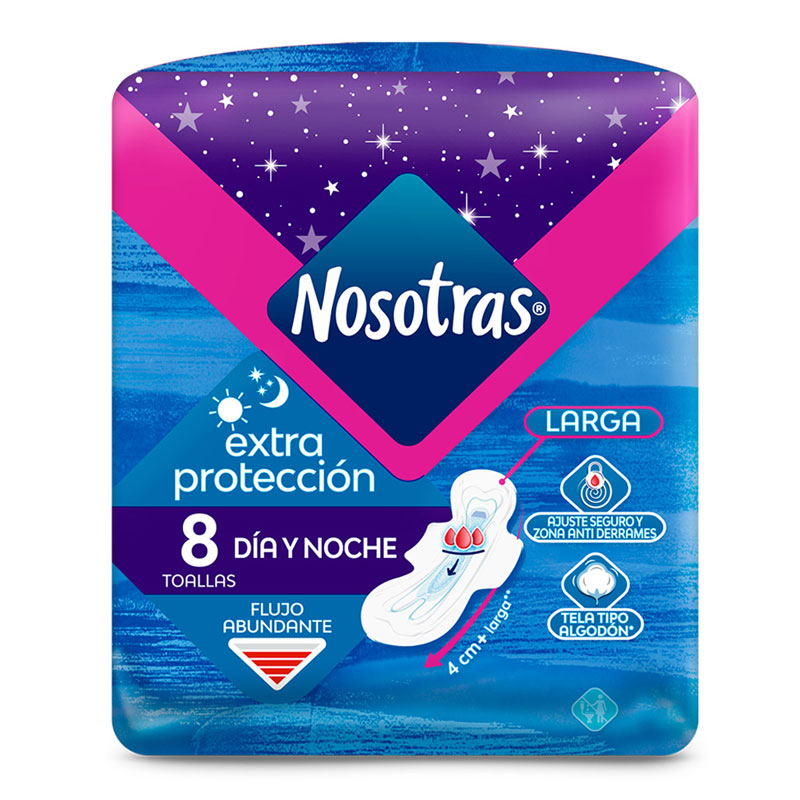 Nosotras®
extra
protección
8 DÍA Y NOCHE
TOALLAS
FLUJO
ABUNDANTE
LARGA
AJUSTE SEGURO Y
ZONA ANTI DERRAMES
TELA TIPO
ALGODÓN*
4 cm+ larga**